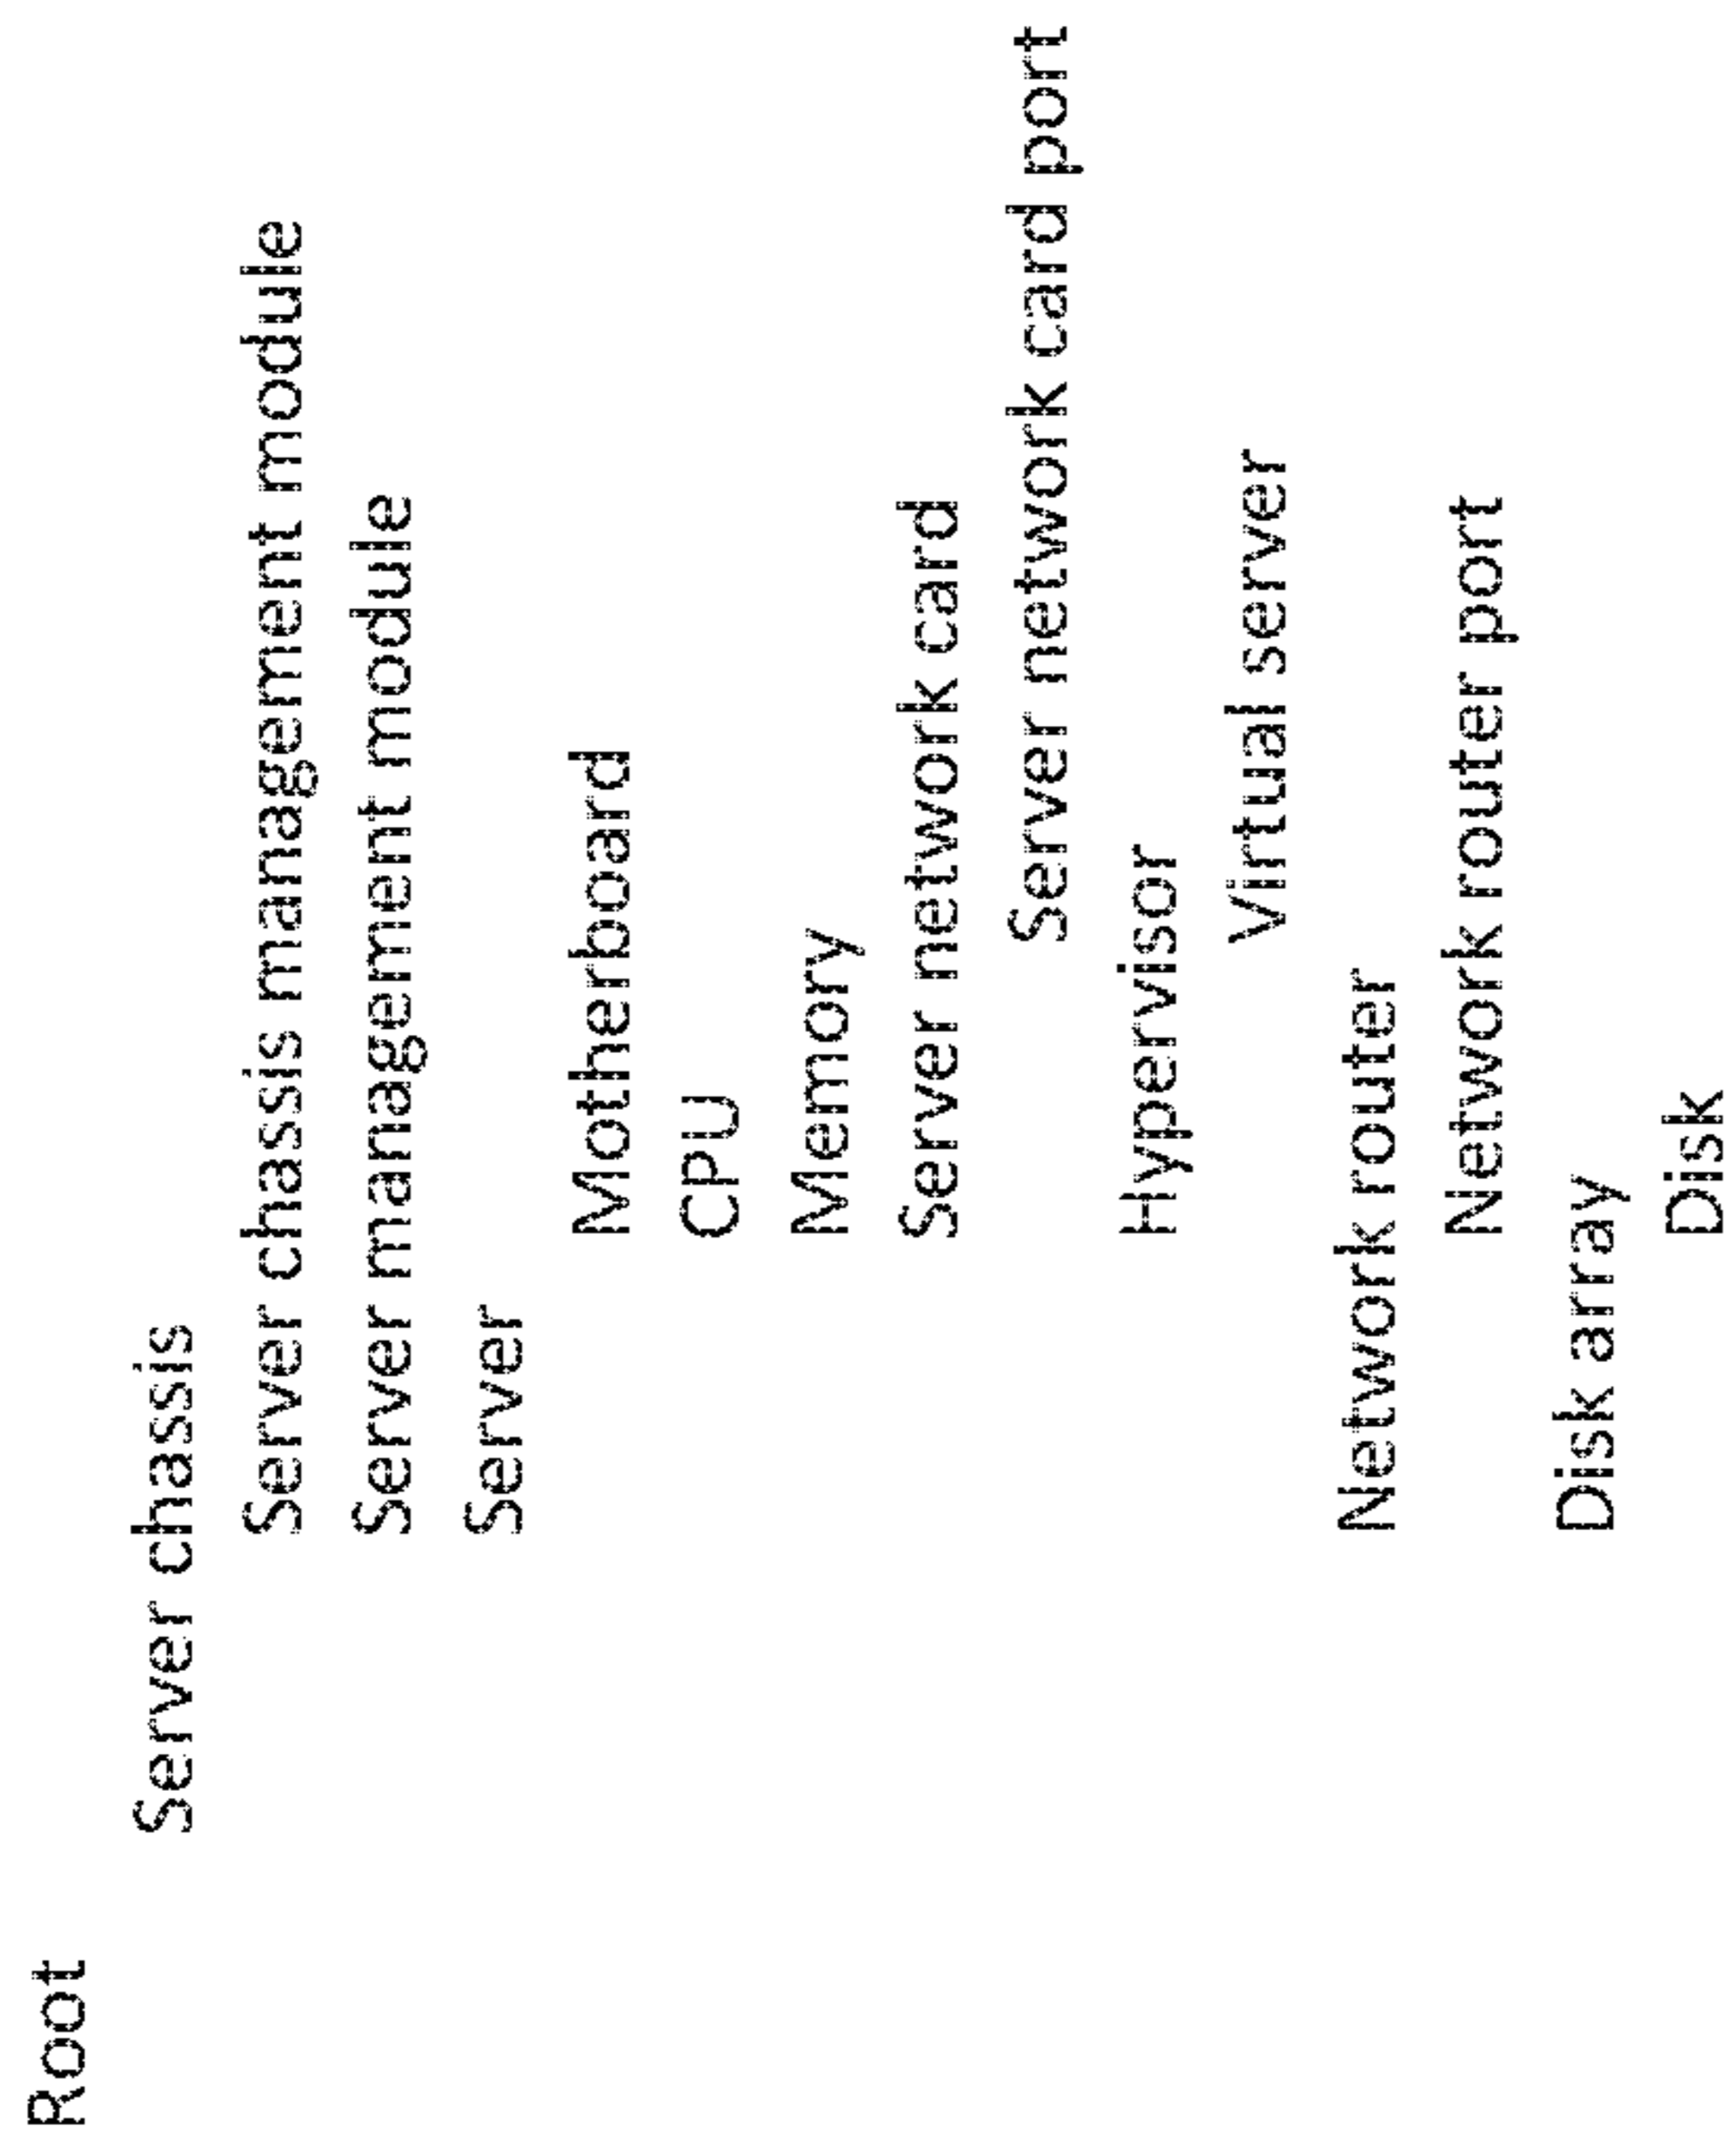 Root
Server chassis
Server chassis management module
Server management module
Server
Motherboard
CPU
Memory
Server network card
Server network card port
Hypervisor
Virtual server
Network router
Network router port
Disk array
Disk